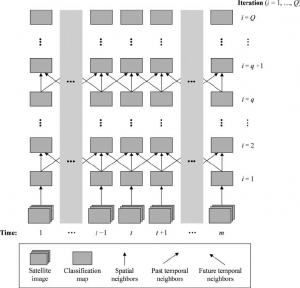 Iteration (i = 1, ..., Q)
i = Q
i = q +1
i = q
i = 2
i = 1
Time: 1 ... t −1 t t +1 ... m
Satellite image
Classification map
Spatial neighbors
Past temporal neighbors
Future temporal neighbors